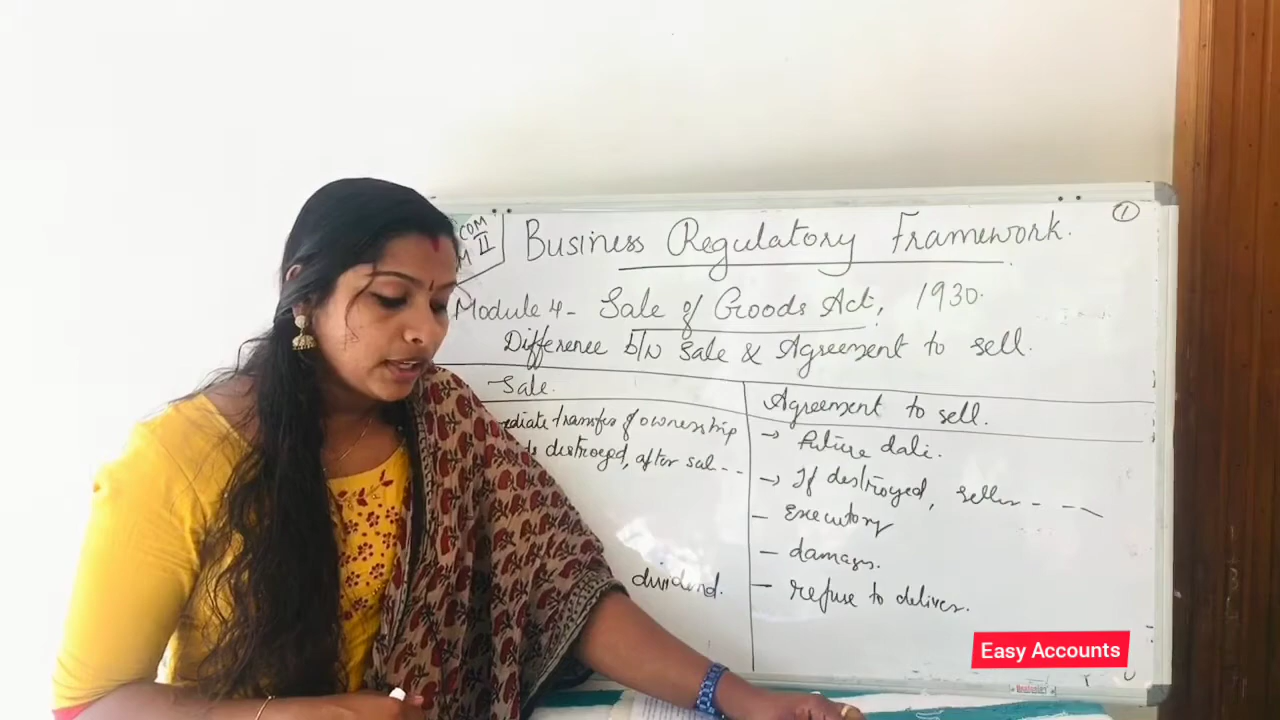 COM
II
①
Business Regulatory Framework.
Module 4 - Sale of Goods Act, 1930.
Difference b/n Sale & Agreement to sell.
Sale.
Agreement to sell.
ediate transfer of ownership
→ Future date.
destroyed, after sal - - -
→ If destroyed, seller - - -
- Executory
- damages.
dividend.
- refuse to deliver.
Easy Accounts